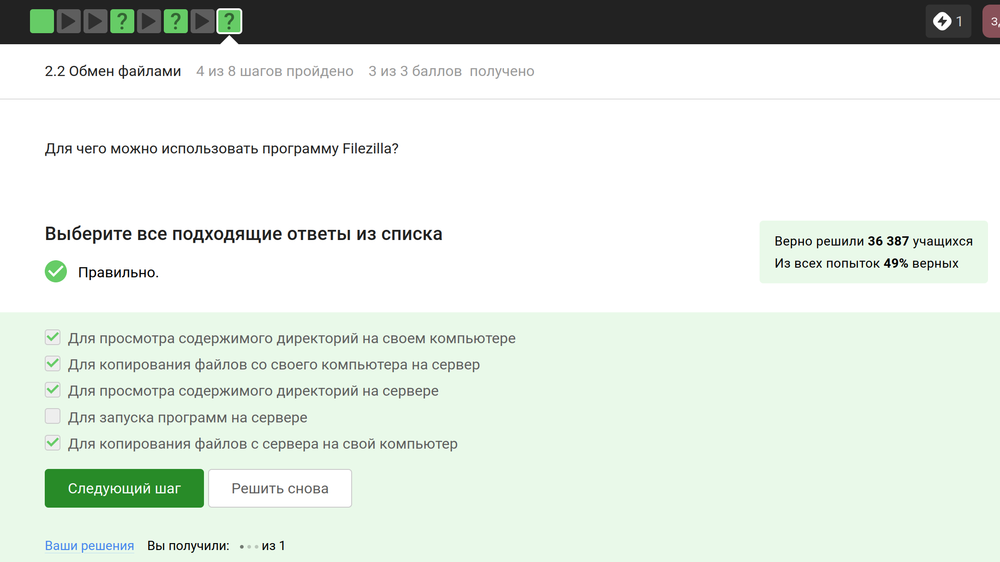 ? ? ? 1
2.2 Обмен файлами 4 из 8 шагов пройдено 3 из 3 баллов получено
Для чего можно использовать программу Filezilla?
Выберите все подходящие ответы из списка
Верно решили 36 387 учащихся
Из всех попыток 49% верных
Правильно.
Для просмотра содержимого директорий на своем компьютере
Для копирования файлов со своего компьютера на сервер
Для просмотра содержимого директорий на сервере
Для запуска программ на сервере
Для копирования файлов с сервера на свой компьютер
Следующий шаг Решить снова
Ваши решения Вы получили: из 1